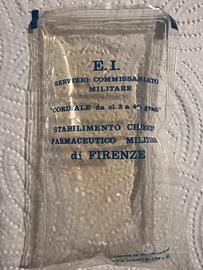 E.I.
SERVIZIO COMMISSARIATO
MILITARE
"CORDIALE da cl. 3 a 40 gradi"
STABILIMENTO CHIMICO
FARMACEUTICO MILITARE
di FIRENZE